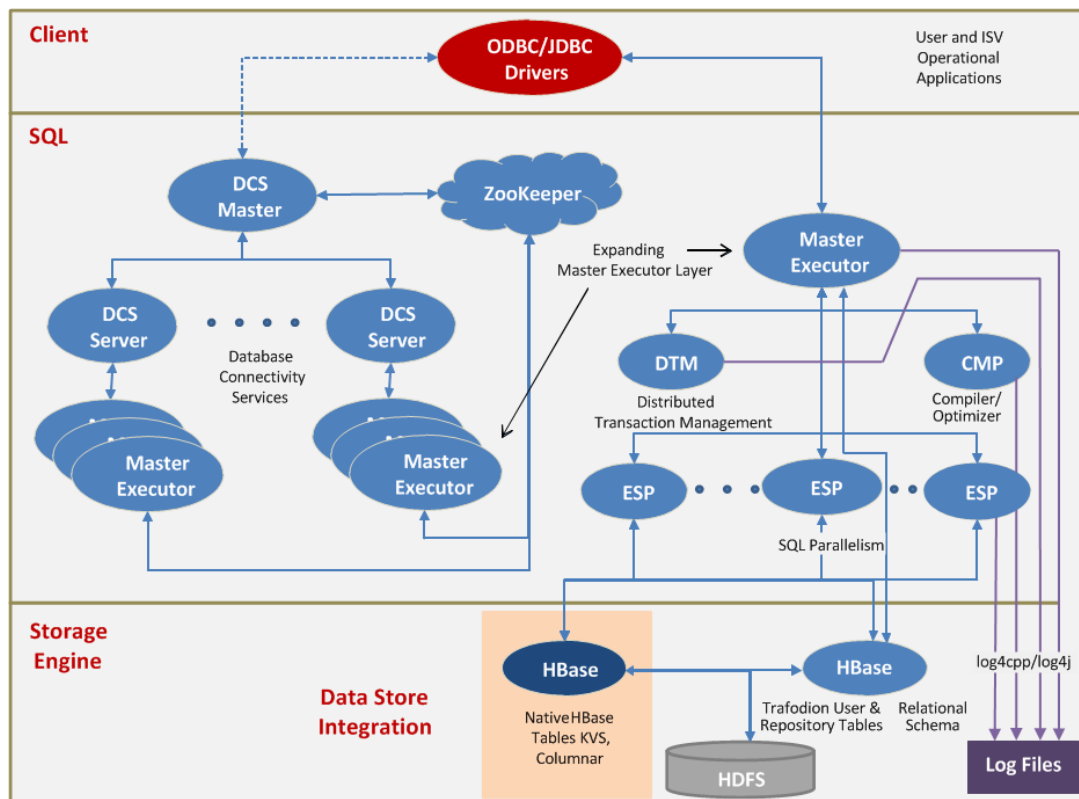 Client
ODBC/JDBC
Drivers
User and ISV
Operational
Applications
SQL
DCS
Master
ZooKeeper
Master
Executor
Expanding
Master Executor Layer
DCS
Server
DCS
Server
Database
Connectivity
Services
DTM
CMP
Distributed
Transaction Management
Compiler/
Optimizer
Master
Executor
Master
Executor
ESP
ESP
ESP
SQL Parallelism
Storage
Engine
Data Store
Integration
HBase
HBase
log4cpp/log4j
Native HBase
Tables KVS,
Columnar
Trafodion User &
Repository Tables
Relational
Schema
HDFS
Log Files